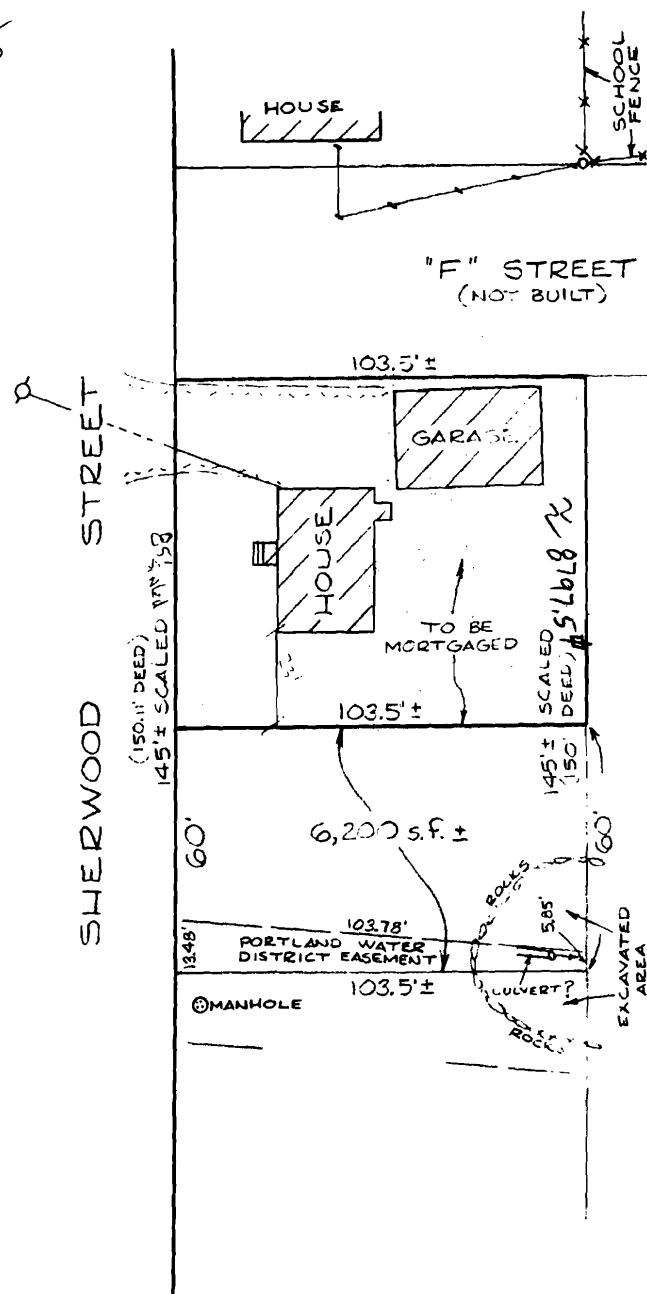 HOUSE
SCHOOL
FENCE
"F" STREET
(NOT BUILT)
103.5'±
GARAGE
SHERWOOD STREET
HOUSE
(150.11' DEED)
145'± SCALED
TO BE
MORTGAGED
145'± SCALED
(150' DEED)
103.5'±
60'
6,200 s.f. ±
60'
ROCKS
13.48'
103.78'
5.85'
PORTLAND WATER
DISTRICT EASEMENT
EXCAVATED
AREA
103.5'±
CULVERT?
MANHOLE
ROCKS